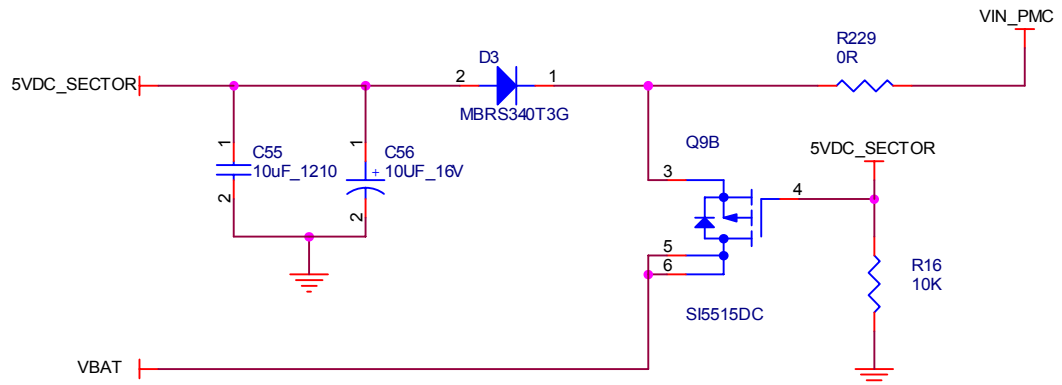 VIN_PMC
R229
0R
D3
5VDC_SECTOR
2
1
MBRS340T3G
Q9B
5VDC_SECTOR
1
C55
10uF_1210
2
1
C56
+
10UF_16V
2
3
4
5
6
R16
10K
SI5515DC
VBAT